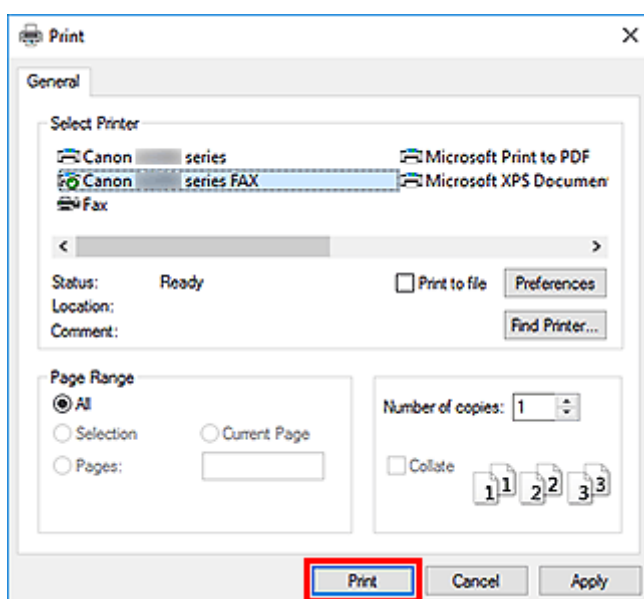 Print
General
Select Printer
Canon series
Microsoft Print to PDF
Canon series FAX
Microsoft XPS Documen
Fax
Status: Ready
Print to file
Preferences
Location:
Comment:
Find Printer...
Page Range
All
Selection
Current Page
Pages:
Number of copies: 1
Collate
1 1 2 2 3 3
Print
Cancel
Apply